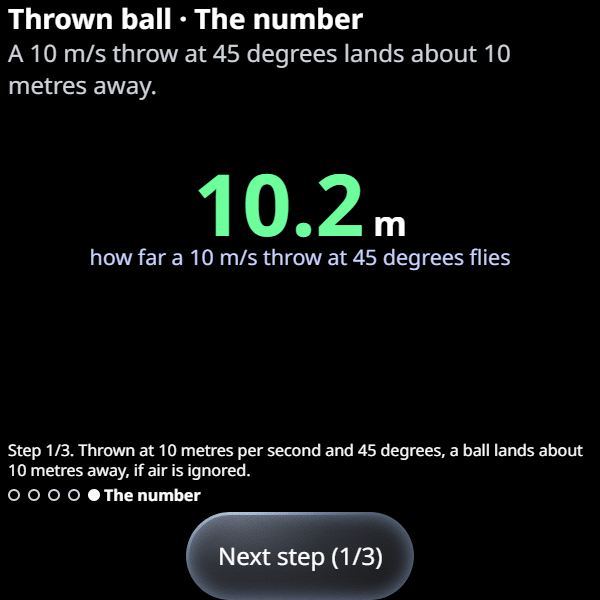 Thrown ball · The number
A 10 m/s throw at 45 degrees lands about 10
metres away.
10.2 m
how far a 10 m/s throw at 45 degrees flies
Step 1/3. Thrown at 10 metres per second and 45 degrees, a ball lands about
10 metres away, if air is ignored.
The number
Next step (1/3)